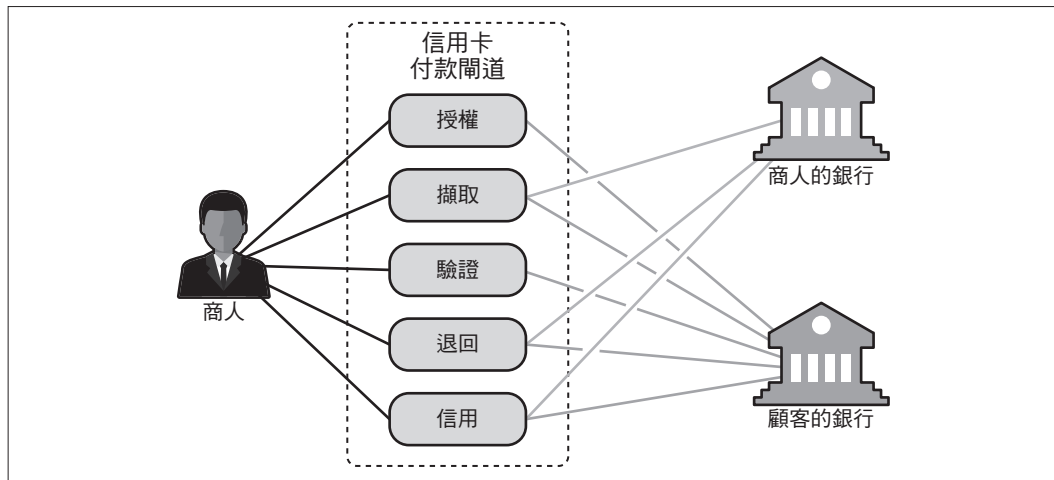 信用卡
付款閘道
授權
擷取
驗證
退回
信用
商人
商人的銀行
顧客的銀行